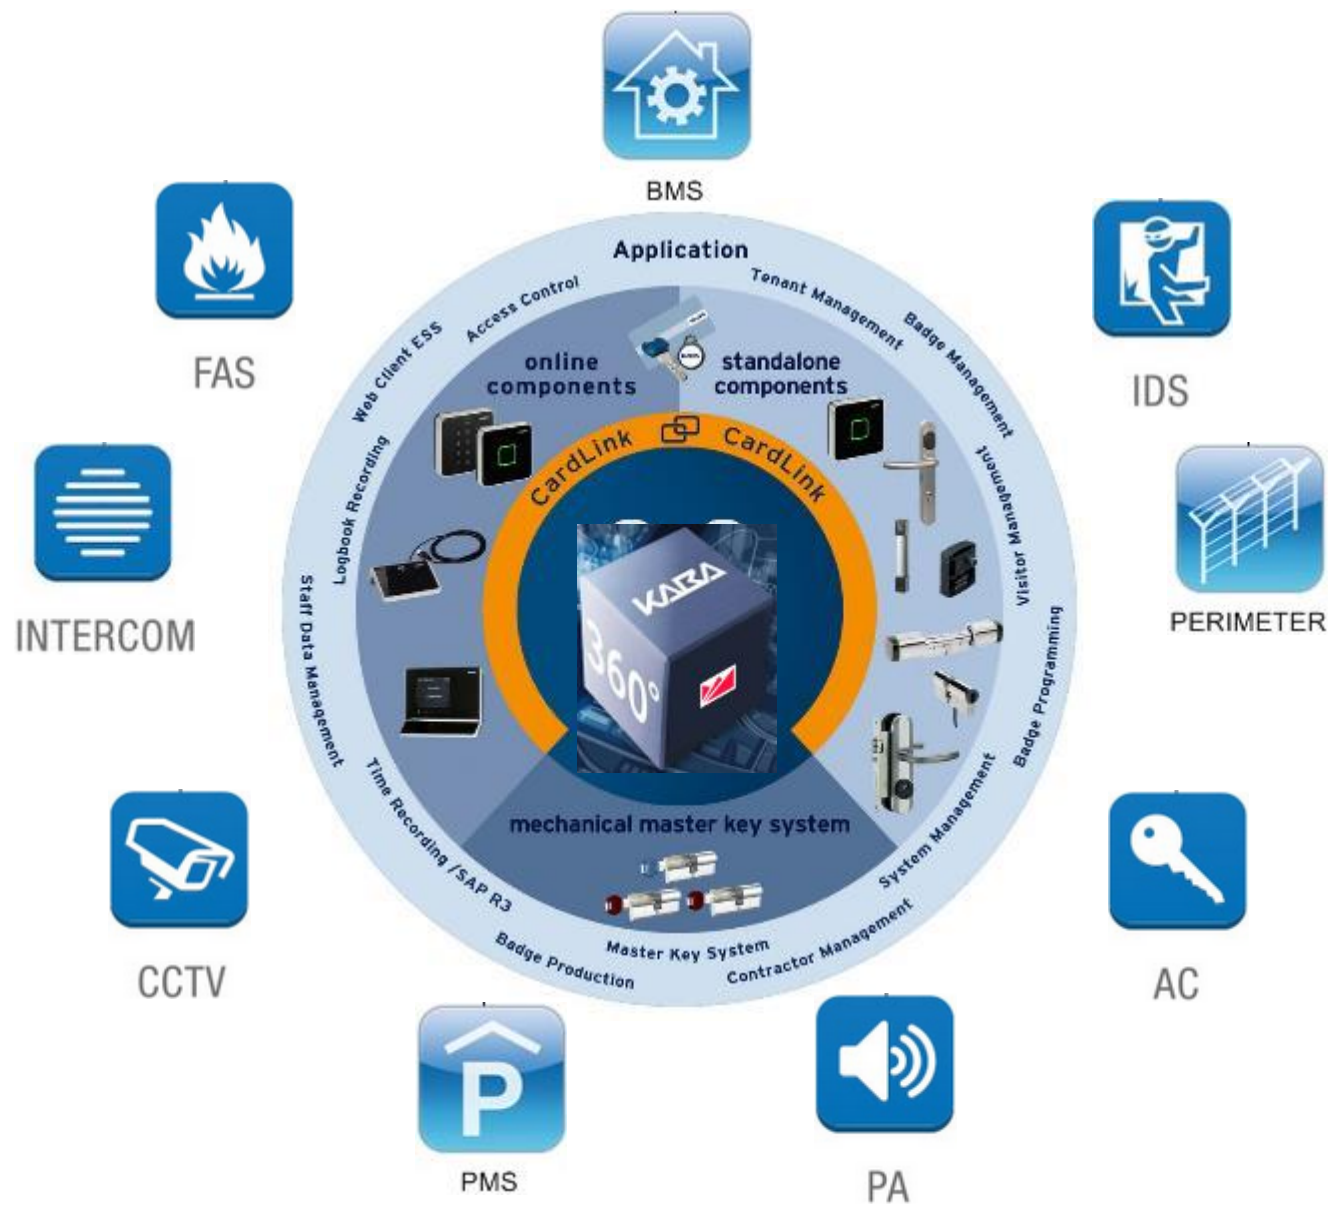 BMS
FAS
IDS
INTERCOM
PERIMETER
CCTV
AC
PMS
PA
Application
Access Control
Web Client ESS
Logbook Recording
Staff Data Management
Time Recording /SAP R3
Badge Production
Master Key System
Contractor Management
System Management
Badge Programming
Visitor Management
Badge Management
Tenant Management
online
components
standalone
components
CardLink
CardLink
KABA
360°
mechanical master key system